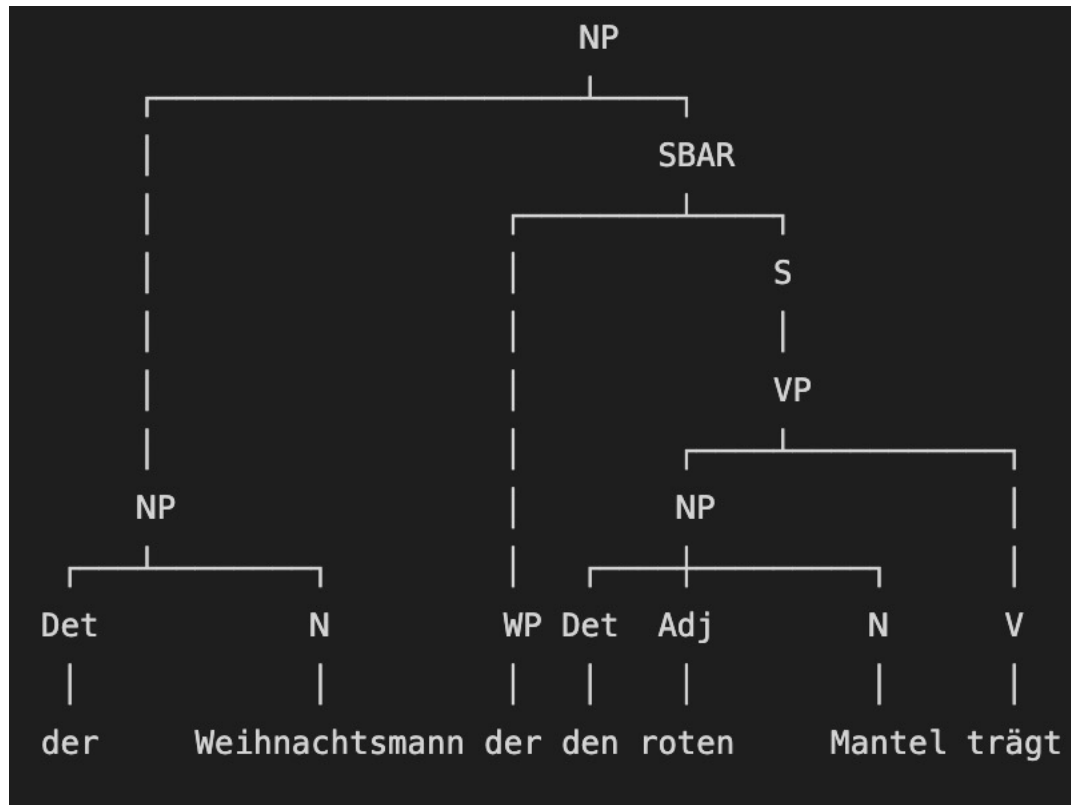 NP
SBAR
S
VP
NP NP
Det N WP Det Adj N V
der Weihnachtsmann der den roten Mantel trägt